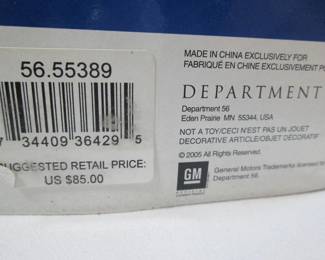 56.55389
34409 36429 5
SUGGESTED RETAIL PRICE:
US $85.00
MADE IN CHINA EXCLUSIVELY FOR
FABRIQUÉ EN CHINE EXCLUSIVEMENT PO
DEPARTMENT
Department 56
Eden Prairie MN 55344, USA
NOT A TOY/CECI N'EST PAS UN JOUET
DECORATIVE ARTICLE/OBJET DÉCORATIF
© 2005 All Rights Reserved.
GM
General Motors Trademarks licensed
Department 56.